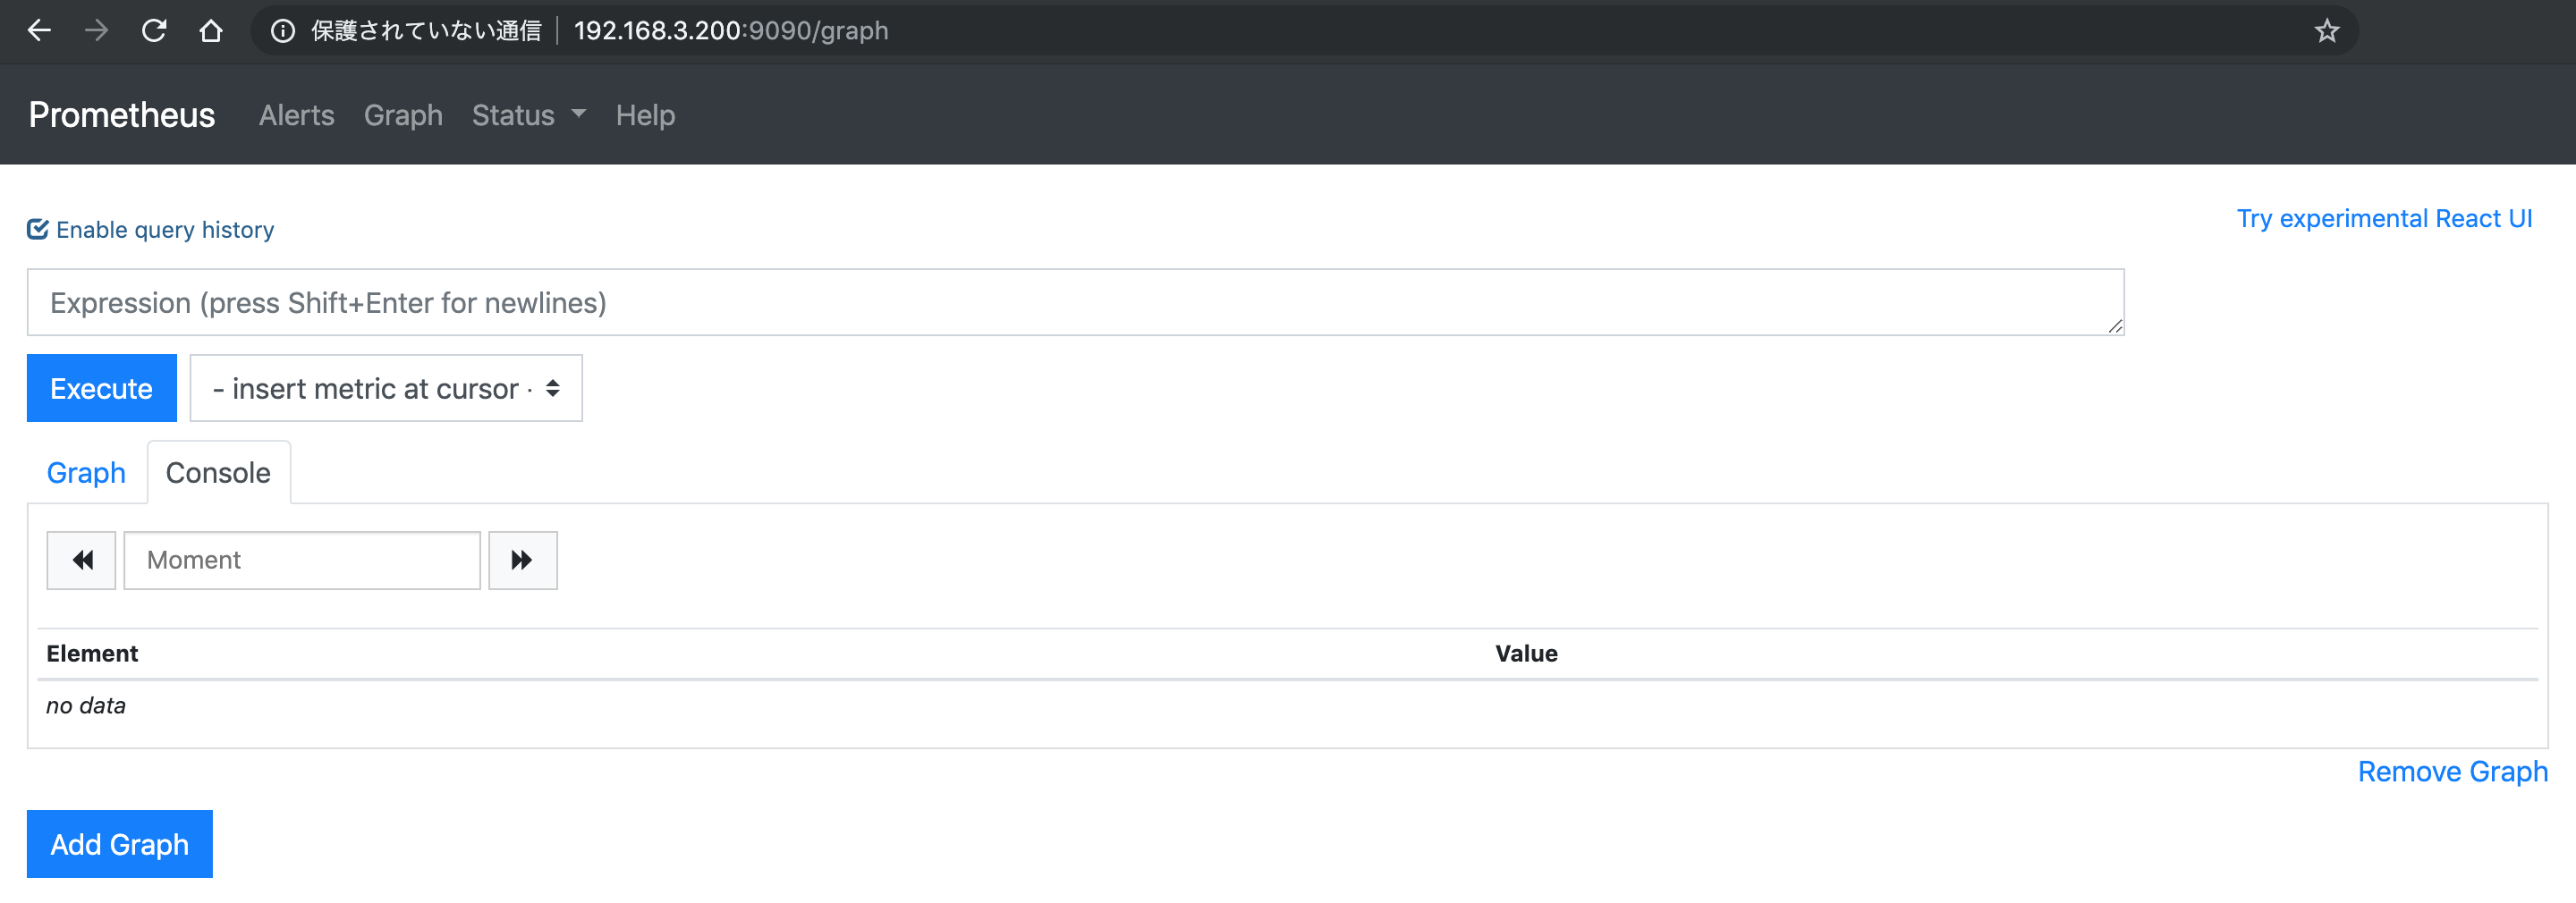 保護されていない通信 192.168.3.200:9090/graph
Prometheus Alerts Graph Status Help
Enable query history
Try experimental React UI
Expression (press Shift+Enter for newlines)
Execute - insert metric at cursor ·
Graph Console
Moment
Element Value
no data
Remove Graph
Add Graph